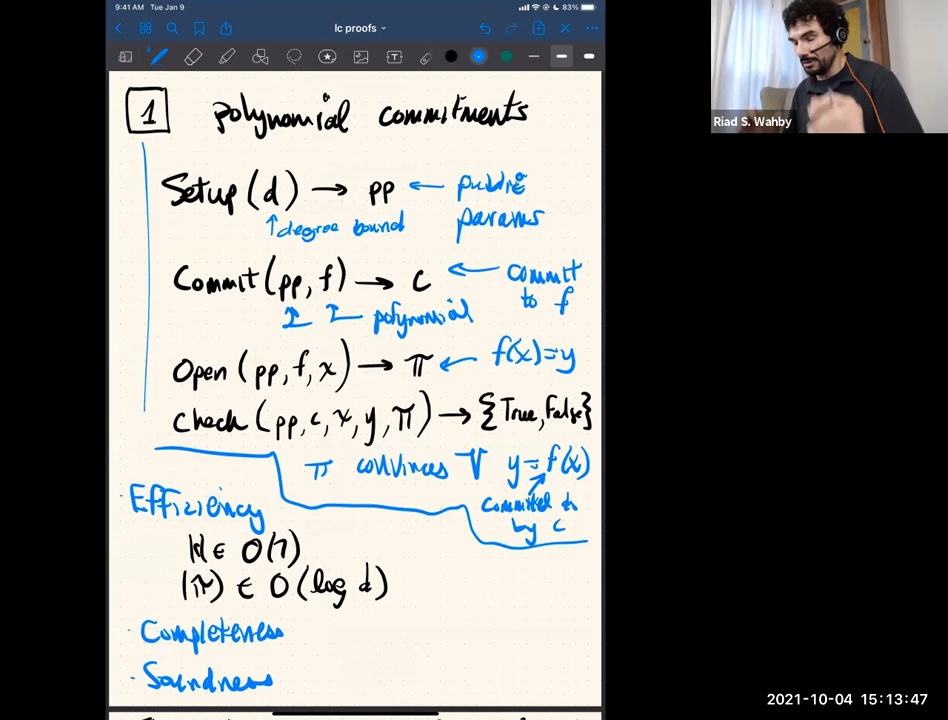 9:41 AM Tue Jan 9
83%
lc proofs
1 polynomial commitments
Setup (d) → pp ← public params
↑ degree bound
Commit (pp, f) → c ← commit to f
polynomial
Open (pp, f, x) → π ← f(x)=y
Check (pp, c, x, y, π) → {True, False}
π convinces V y = f(x)
committed to by c
· Efficiency
|c| ∈ O(1)
|π| ∈ O(log d)
· Completeness
· Soundness
Riad S. Wahby
2021-10-04 15:13:47